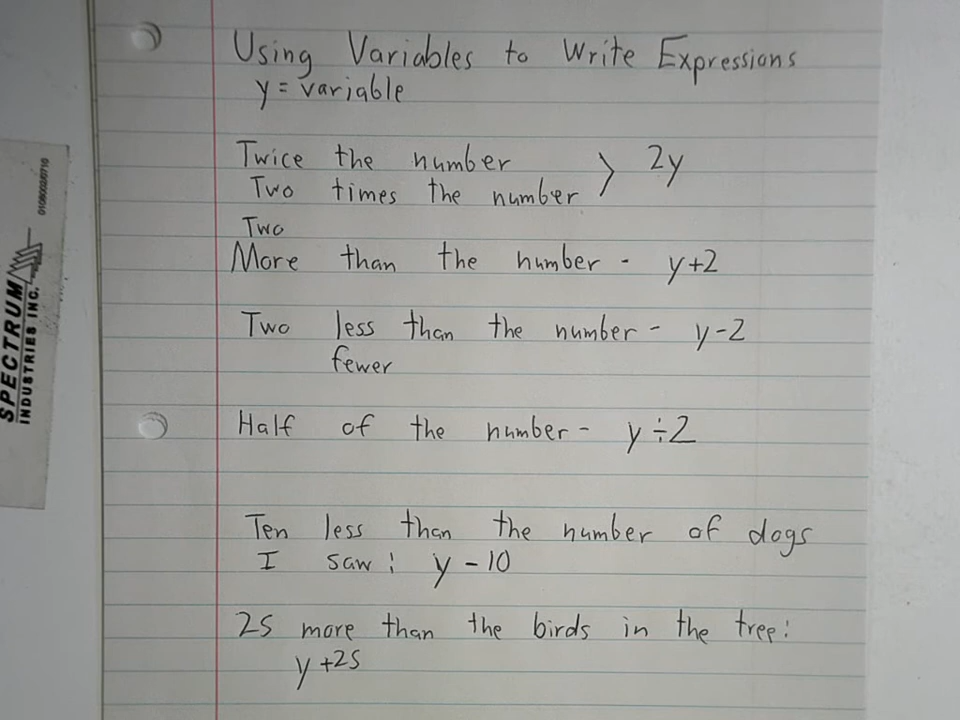 Using Variables to Write Expressions
y = variable
Twice the number
Two times the number > 2y
Two
More than the number - y+2
Two less than the number - y-2
fewer
Half of the number - y÷2
Ten less than the number of dogs
I saw: y - 10
25 more than the birds in the tree:
y +25
SPECTRUM
INDUSTRIES INC.